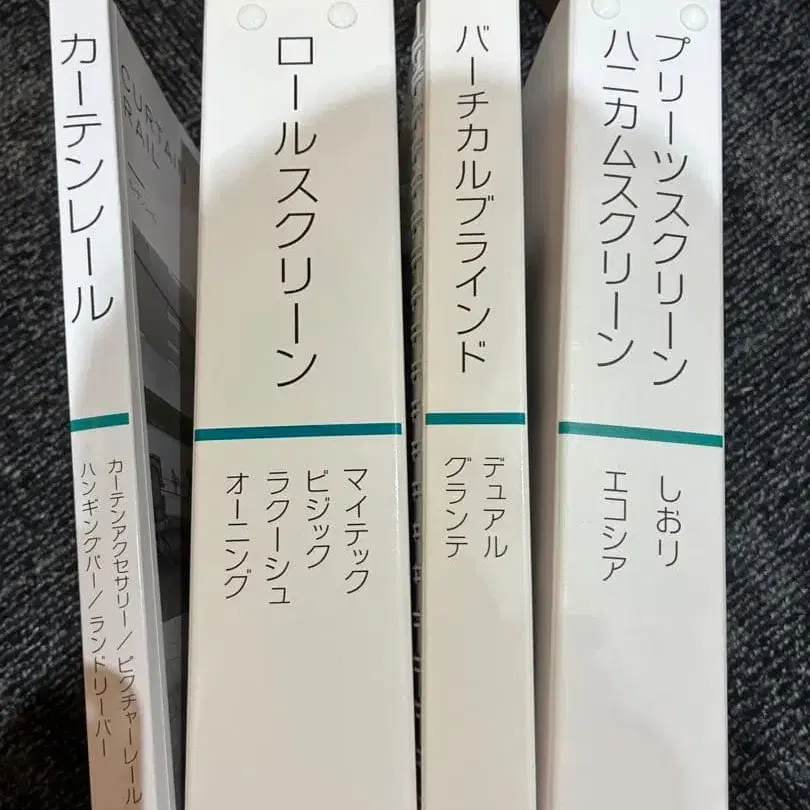 カーテンレール
カーテンアクセサリー/ピクチャーレール
ハンギングバー/ランドリーバー
CURTAIN
RAIL
ロールスクリーン
マイテック
ビジック
ラクーシュ
オーニング
バーチカルブラインド
デュアル
グランテ
プリーツスクリーン
ハニカムスクリーン
しおり
エコシア